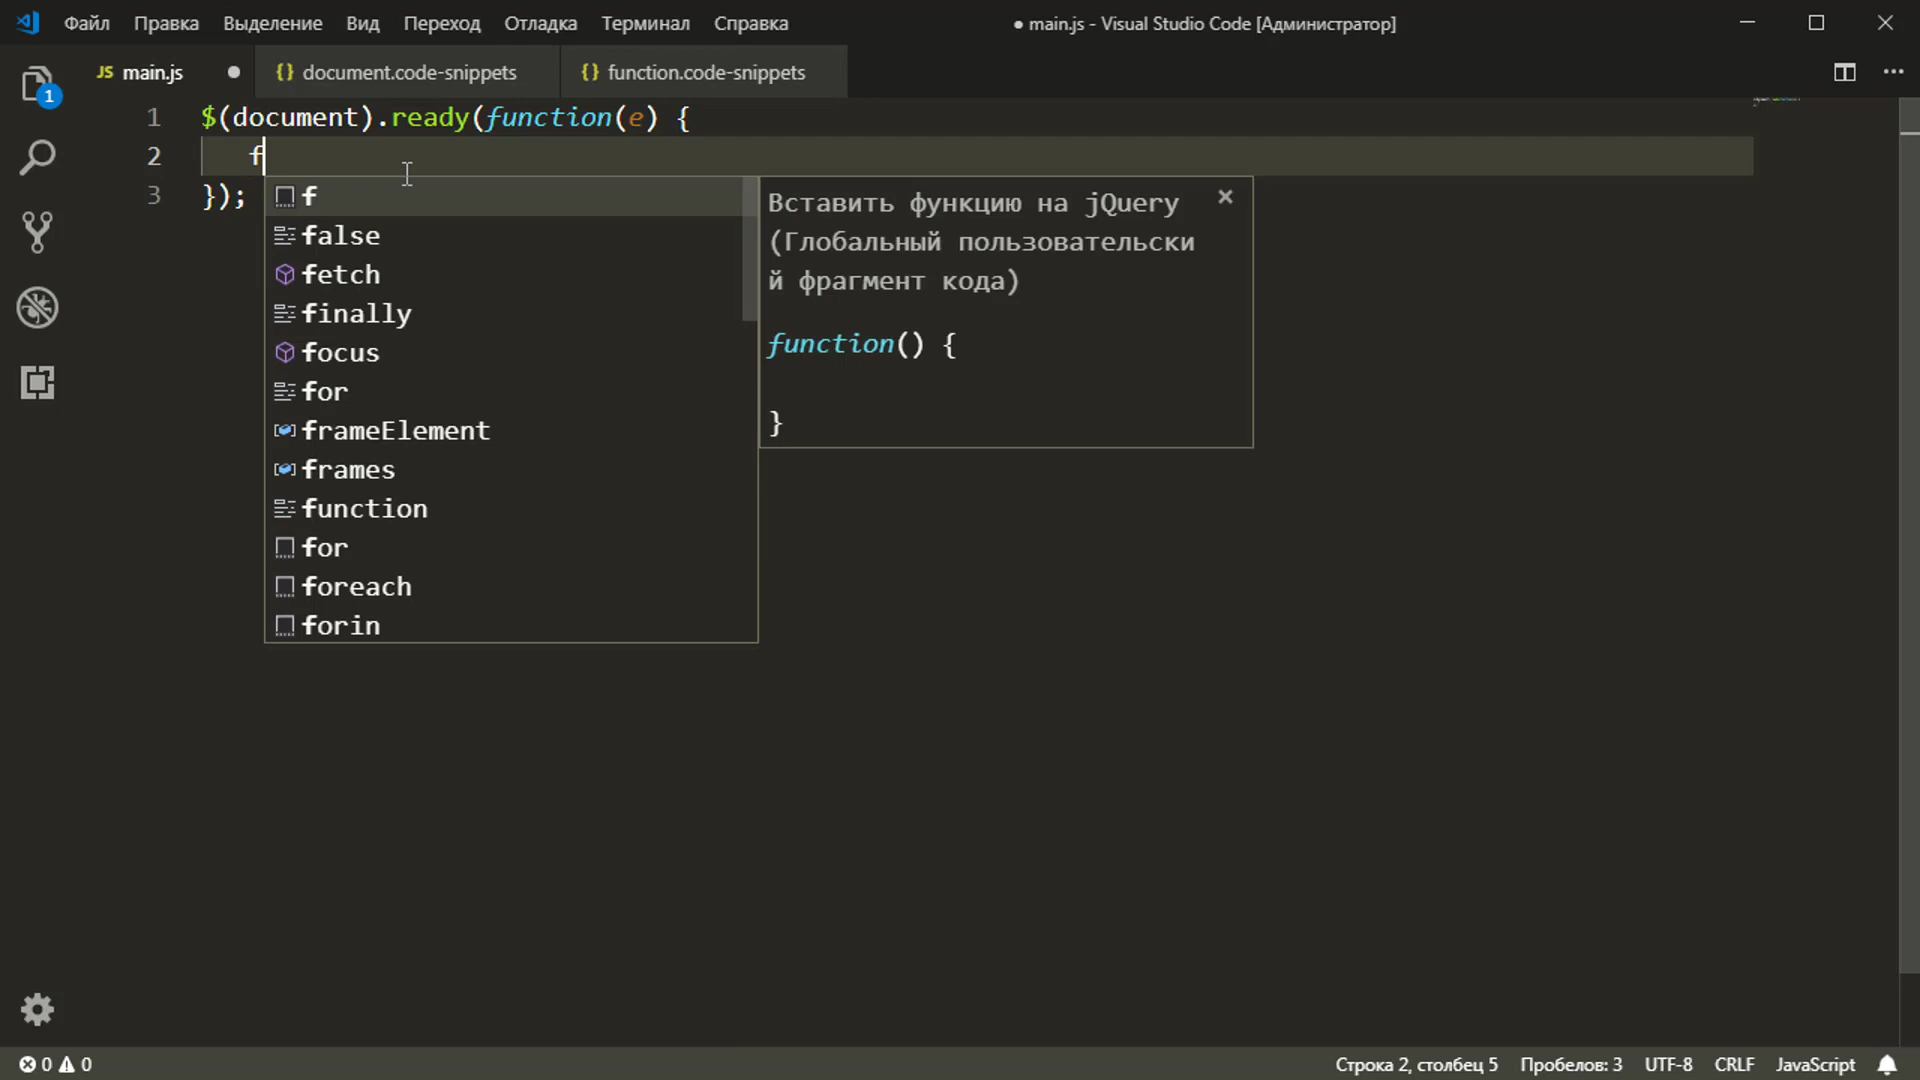 Файл Правка Выделение Вид Переход Отладка Терминал Справка ● main.js - Visual Studio Code [Администратор]
JS main.js ● {} document.code-snippets {} function.code-snippets
1
1 $(document).ready(function(e) {
2 f
3 });
f
false
fetch
finally
focus
for
frameElement
frames
function
for
foreach
forin
Вставить функцию на jQuery
(Глобальный пользовательски
й фрагмент кода)
function() {
}
0 0 Строка 2, столбец 5 Пробелов: 3 UTF-8 CRLF JavaScript